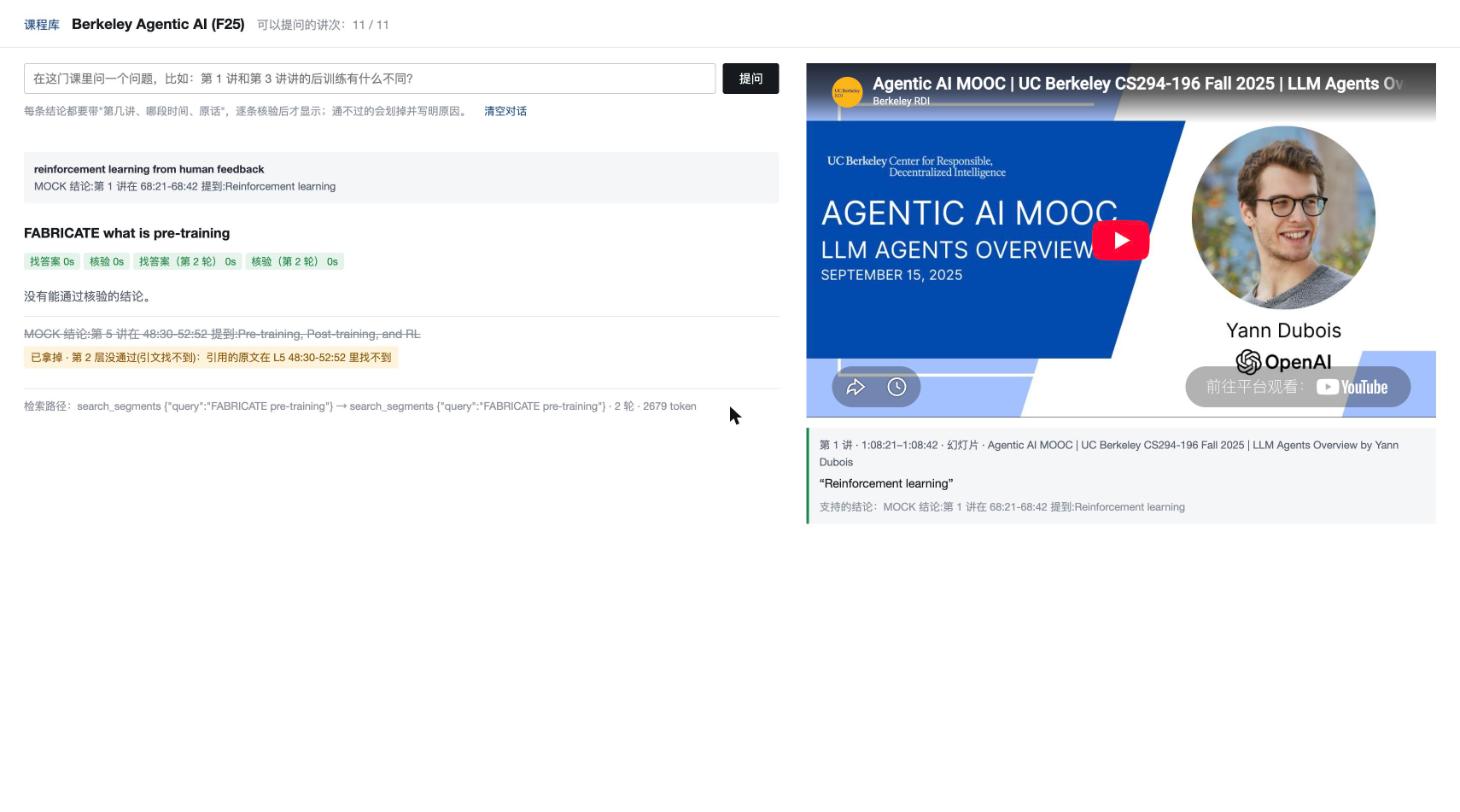 课程库 Berkeley Agentic AI (F25) 可以提问的讲次：11 / 11
在这门课里问一个问题，比如：第 1 讲和第 3 讲讲的后训练有什么不同？
提问
每条结论都要带“第几讲、哪段时间、原话”，逐条核验后才显示；通不过的会划掉并写明原因。 清空对话
reinforcement learning from human feedback
MOCK 结论:第 1 讲在 68:21-68:42 提到:Reinforcement learning
FABRICATE what is pre-training
找答案 0s 核验 0s 找答案（第 2 轮） 0s 核验（第 2 轮） 0s
没有能通过核验的结论。
MOCK 结论:第 5 讲在 48:30-52:52 提到:Pre-training, Post-training, and RL
已拿掉 · 第 2 层没通过(引文找不到)：引用的原文在 L5 48:30-52:52 里找不到
检索路径：search_segments {"query":"FABRICATE pre-training"} → search_segments {"query":"FABRICATE pre-training"} · 2 轮 · 2679 token
Agentic AI MOOC | UC Berkeley CS294-196 Fall 2025 | LLM Agents Ov
Berkeley RDI
UC Berkeley Center for Responsible,
Decentralized Intelligence
AGENTIC AI MOOC
LLM AGENTS OVERVIEW
SEPTEMBER 15, 2025
Yann Dubois
OpenAI
前往平台观看： YouTube
第 1 讲 · 1:08:21–1:08:42 · 幻灯片 · Agentic AI MOOC | UC Berkeley CS294-196 Fall 2025 | LLM Agents Overview by Yann
Dubois
“Reinforcement learning”
支持的结论：MOCK 结论:第 1 讲在 68:21-68:42 提到:Reinforcement learning